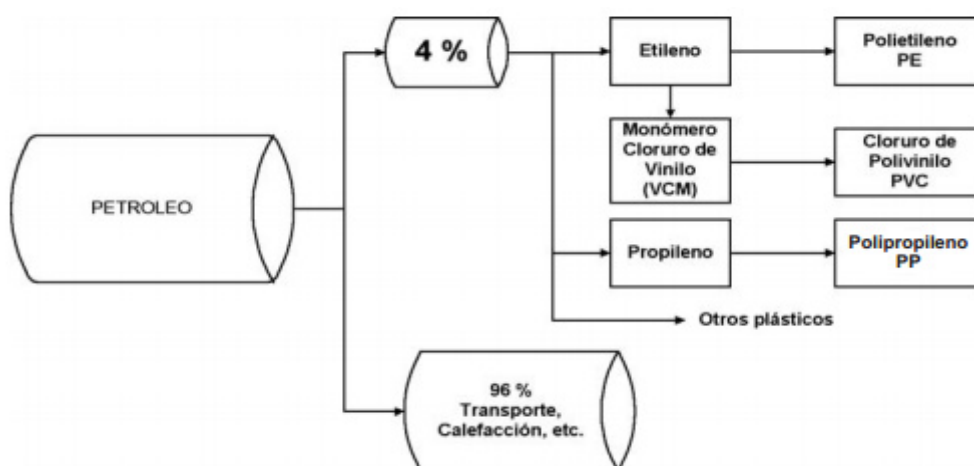 4 %
Etileno
Polietileno
PE
PETROLEO
Monómero
Cloruro de
Vinilo
(VCM)
Cloruro de
Polivinilo
PVC
Propileno
Polipropileno
PP
Otros plásticos
96 %
Transporte,
Calefacción, etc.